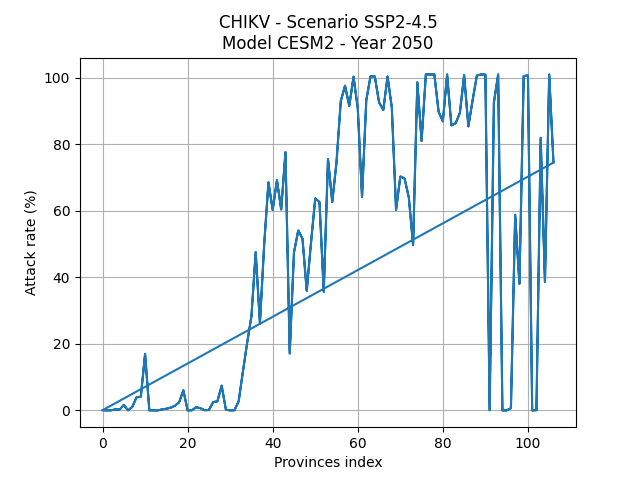 CHIKV - Scenario SSP2-4.5
Model CESM2 - Year 2050
100
80
60
40
20
0
Attack rate (%)
0 20 40 60 80 100
Provinces index